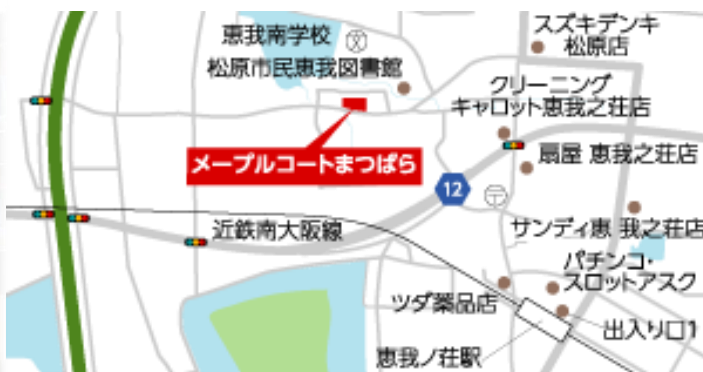 スズキデンキ
松原店
恵我南学校
松原市民恵我図書館
クリーニング
キャロット恵我之荘店
メープルコートまつばら
扇屋 恵我之荘店
12
近鉄南大阪線
サンディ恵 我之荘店
パチンコ・
スロットアスク
ツダ薬品店
出入り口1
恵我ノ荘駅